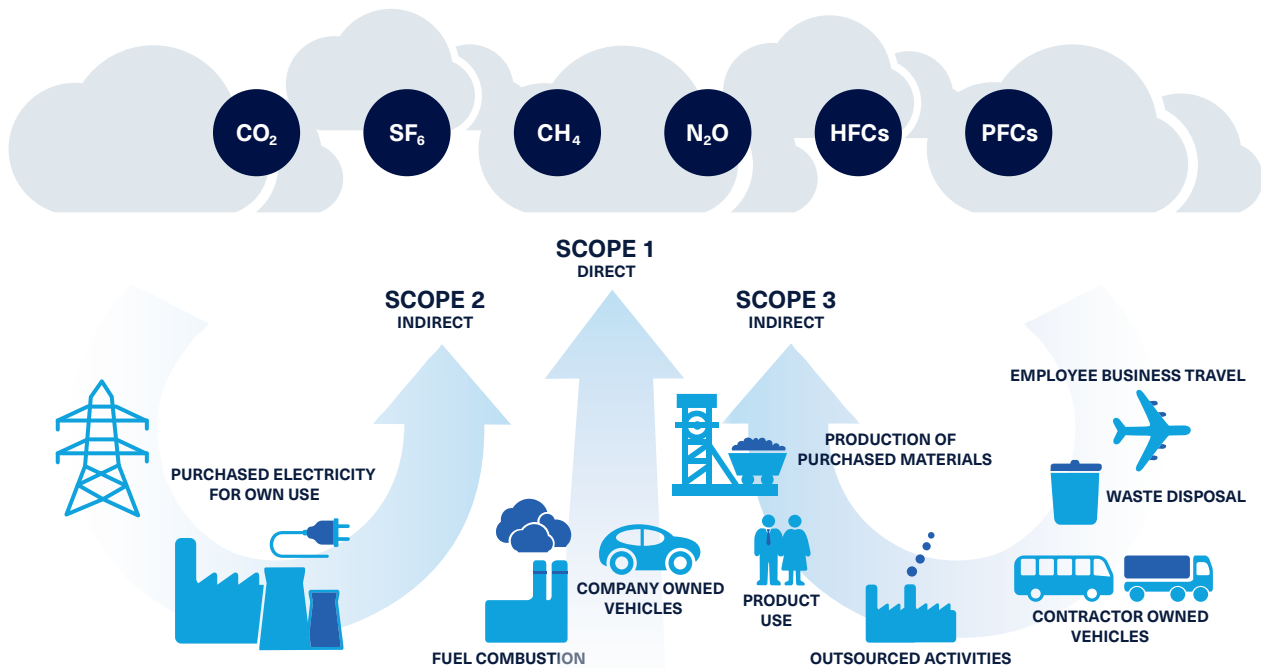 CO₂
SF₆
CH₄
N₂O
HFCs
PFCs
SCOPE 1
DIRECT
SCOPE 2
INDIRECT
SCOPE 3
INDIRECT
PURCHASED ELECTRICITY
FOR OWN USE
FUEL COMBUSTION
COMPANY OWNED
VEHICLES
PRODUCTION OF
PURCHASED MATERIALS
PRODUCT
USE
OUTSOURCED ACTIVITIES
EMPLOYEE BUSINESS TRAVEL
WASTE DISPOSAL
CONTRACTOR OWNED
VEHICLES